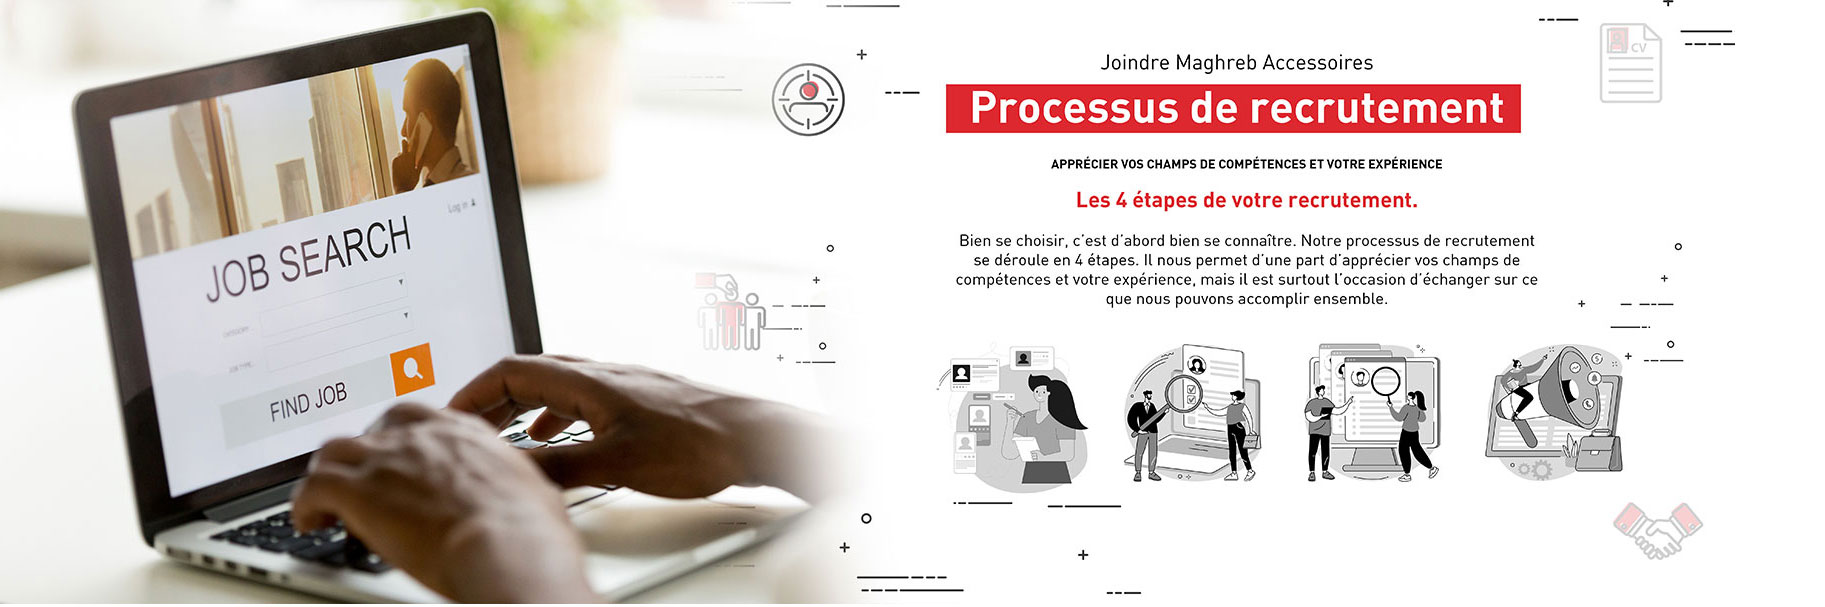 Log in
JOB SEARCH
CATEGORY
JOB TYPE
FIND JOB
Joindre Maghreb Accessoires
Processus de recrutement
APPRÉCIER VOS CHAMPS DE COMPÉTENCES ET VOTRE EXPÉRIENCE
Les 4 étapes de votre recrutement.
Bien se choisir, c'est d'abord bien se connaître. Notre processus de recrutement
se déroule en 4 étapes. Il nous permet d'une part d'apprécier vos champs de
compétences et votre expérience, mais il est surtout l'occasion d'échanger sur ce
que nous pouvons accomplir ensemble.
CV